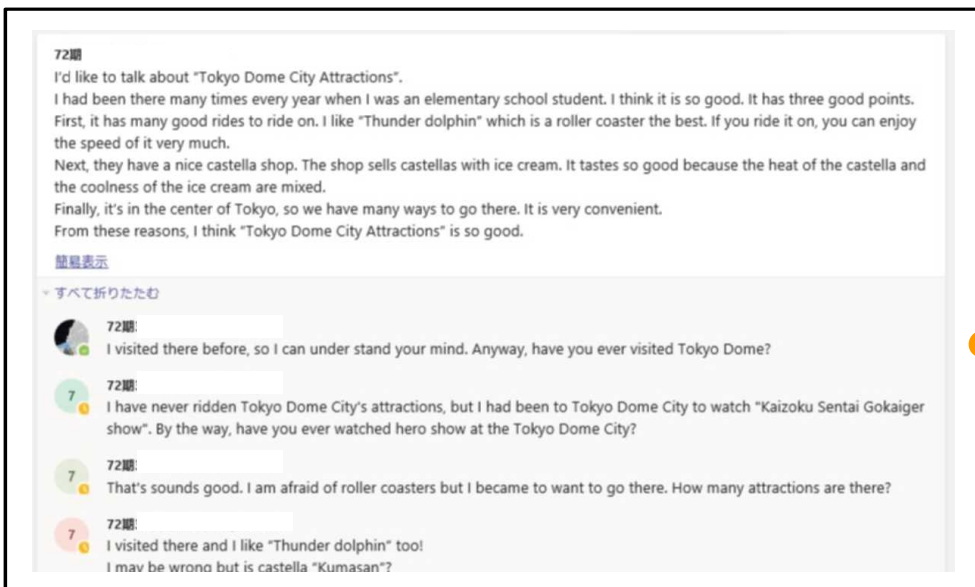 72期
I'd like to talk about "Tokyo Dome City Attractions".
I had been there many times every year when I was an elementary school student. I think it is so good. It has three good points.
First, it has many good rides to ride on. I like "Thunder dolphin" which is a roller coaster the best. If you ride it on, you can enjoy
the speed of it very much.
Next, they have a nice castella shop. The shop sells castellas with ice cream. It tastes so good because the heat of the castella and
the coolness of the ice cream are mixed.
Finally, it's in the center of Tokyo, so we have many ways to go there. It is very convenient.
From these reasons, I think "Tokyo Dome City Attractions" is so good.
簡易表示
すべて折りたたむ
72期
I visited there before, so I can under stand your mind. Anyway, have you ever visited Tokyo Dome?
7
72期
I have never ridden Tokyo Dome City's attractions, but I had been to Tokyo Dome City to watch "Kaizoku Sentai Gokaiger
show". By the way, have you ever watched hero show at the Tokyo Dome City?
7
72期
That's sounds good. I am afraid of roller coasters but I became to want to go there. How many attractions are there?
7
72期
I visited there and I like "Thunder dolphin" too!
I may be wrong but is castella "Kumasan"?